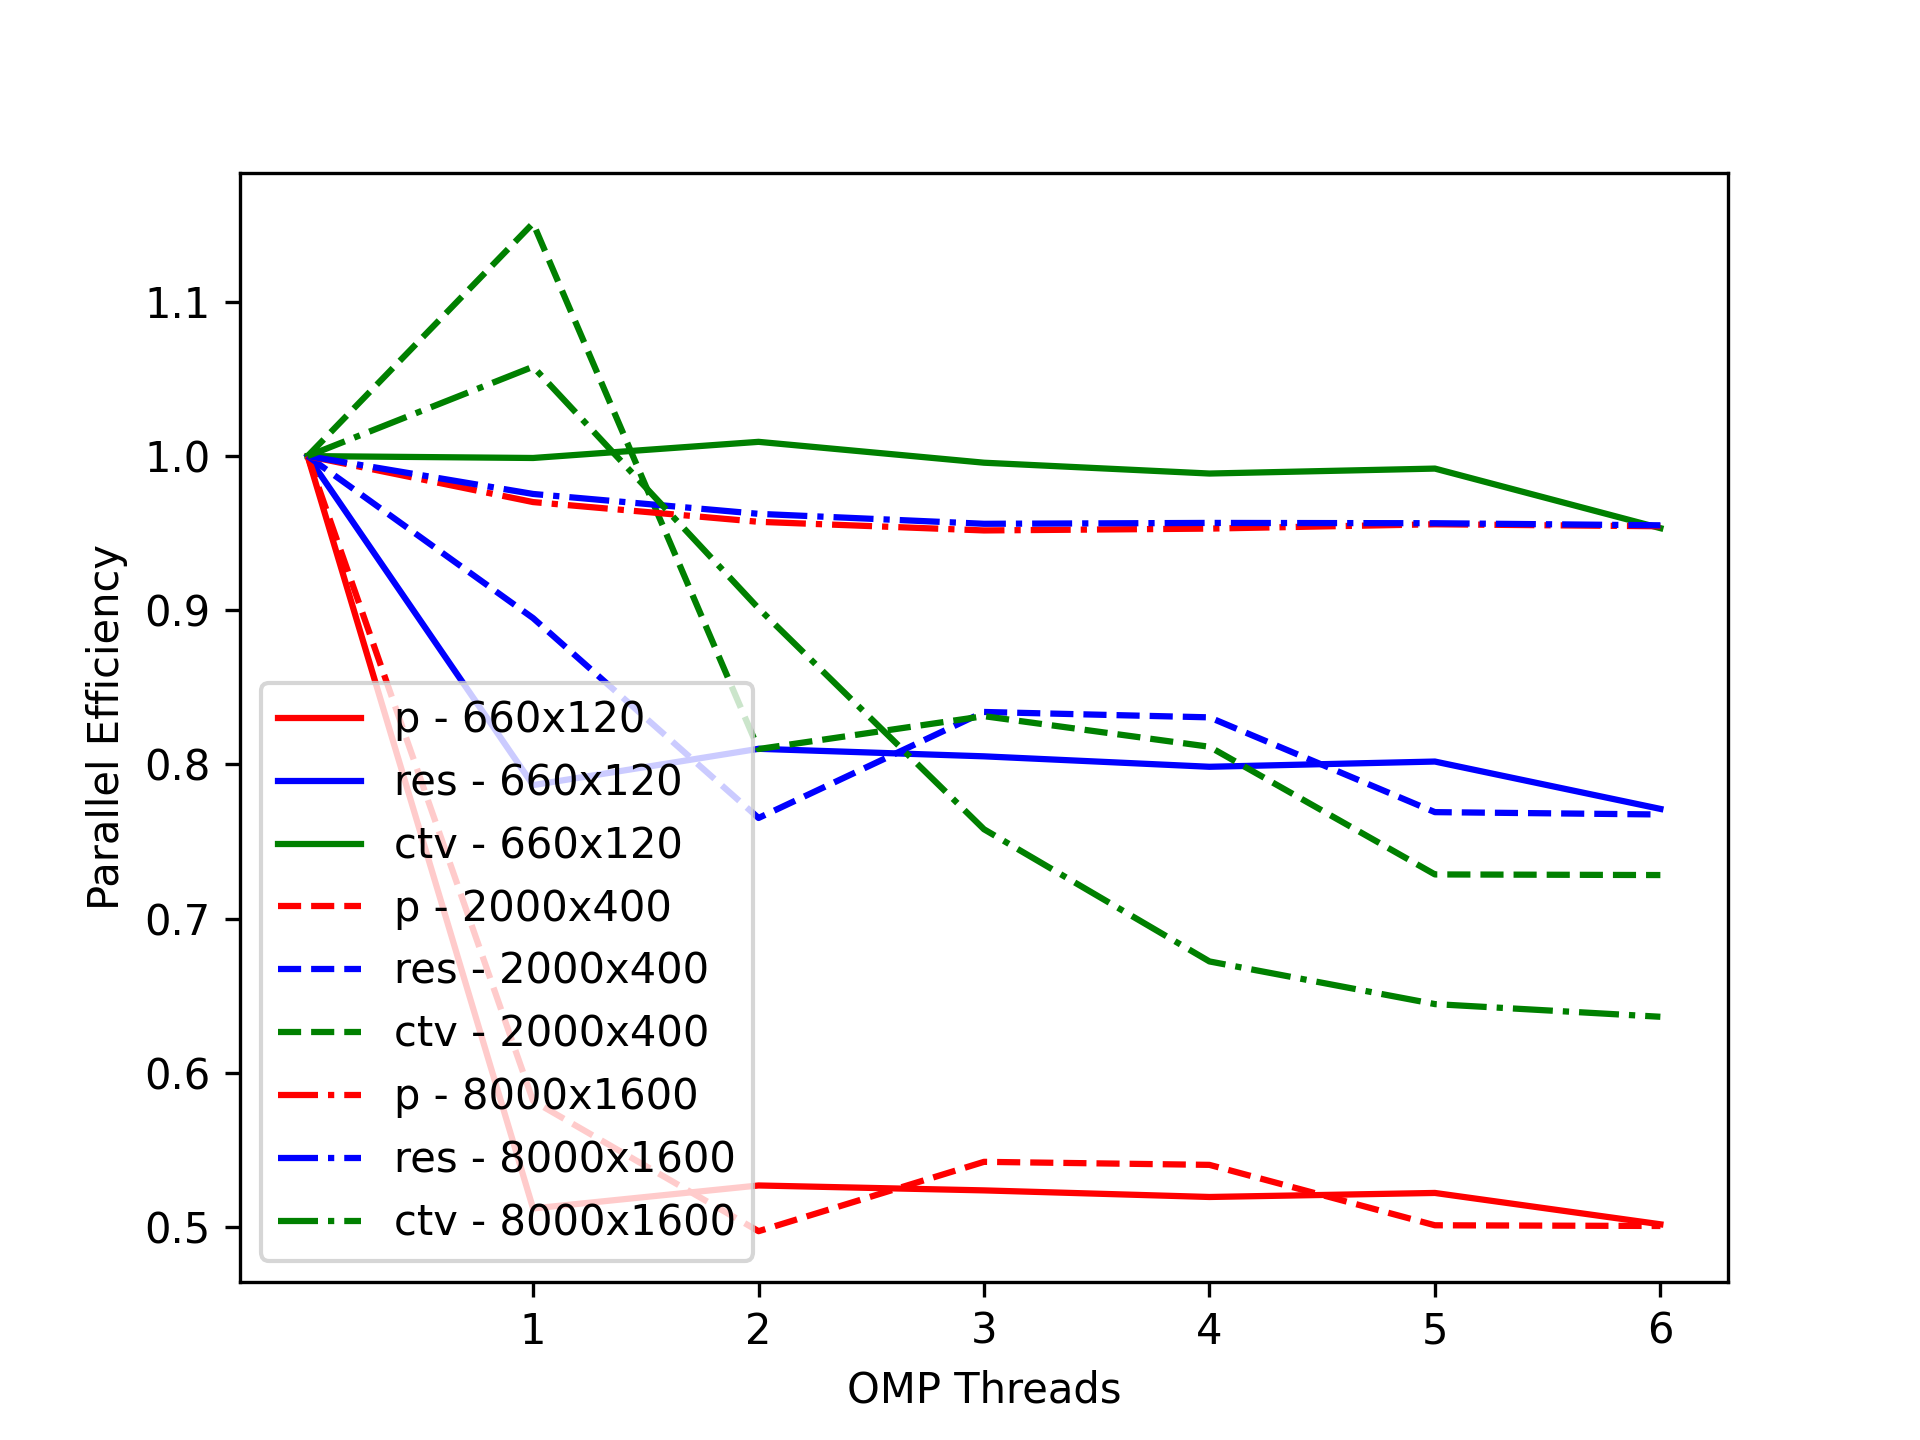 1.1
1.0
0.9
0.8
0.7
0.6
0.5
Parallel Efficiency
p - 660x120
res - 660x120
ctv - 660x120
p - 2000x400
res - 2000x400
ctv - 2000x400
p - 8000x1600
res - 8000x1600
ctv - 8000x1600
1 2 3 4 5 6
OMP Threads